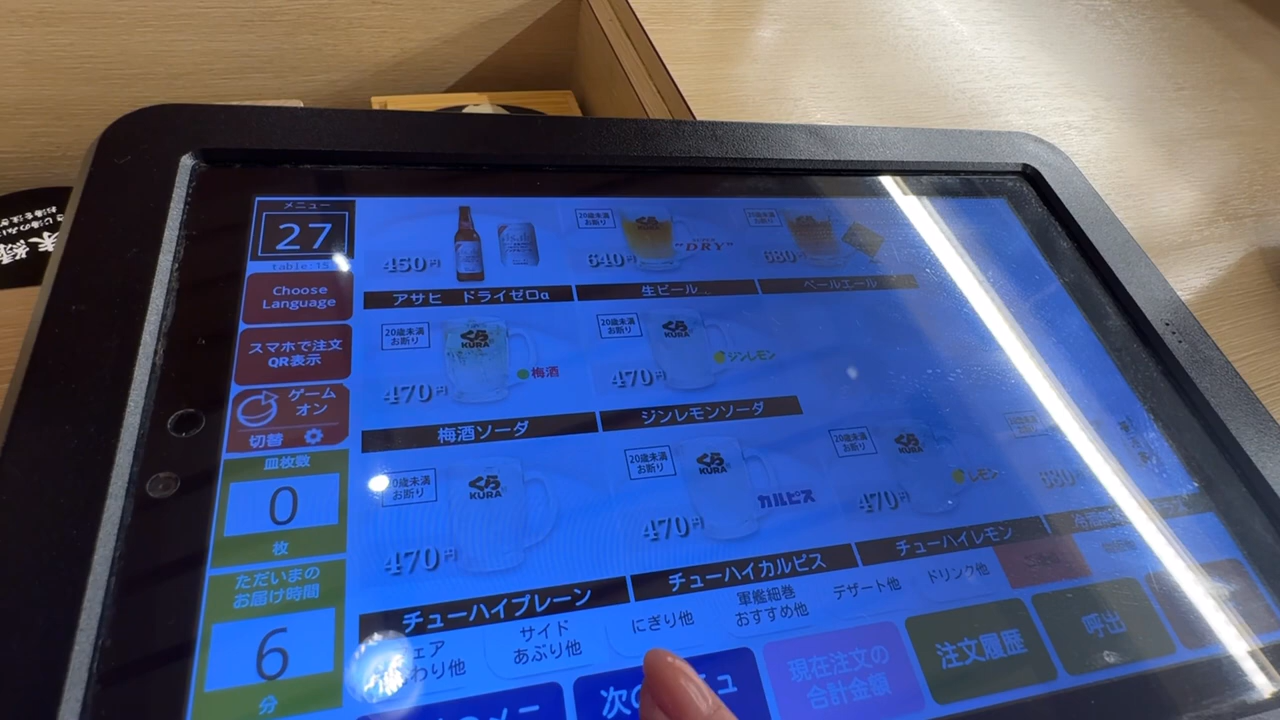 メニュー
27
table:15
Choose
Language
スマホで注文
QR表示
ゲーム
オン
切替
皿枚数
0
枚
ただいまの
お届け時間
6
分
450円
アサヒ ドライゼロα
20歳未満
お断り
くら
640円
"DRY"
生ビール
20歳未満
お断り
680
ペールエール
20歳未満
お断り
くら
KURA
470円
梅酒
梅酒ソーダ
20歳未満
お断り
くら
KURA
470円
ジンレモン
ジンレモンソーダ
0歳未満
お断り
くら
KURA
470円
チューハイプレーン
20歳未満
お断り
くら
KURA
470円
カルピス
チューハイカルピス
20歳未満
お断り
くら
KURA
470円
レモン
チューハイレモン
サイド
あぶり他
にぎり他
軍艦細巻
おすすめ他
デザート他
ドリンク他
現在注文の
合計金額
注文履歴
呼出